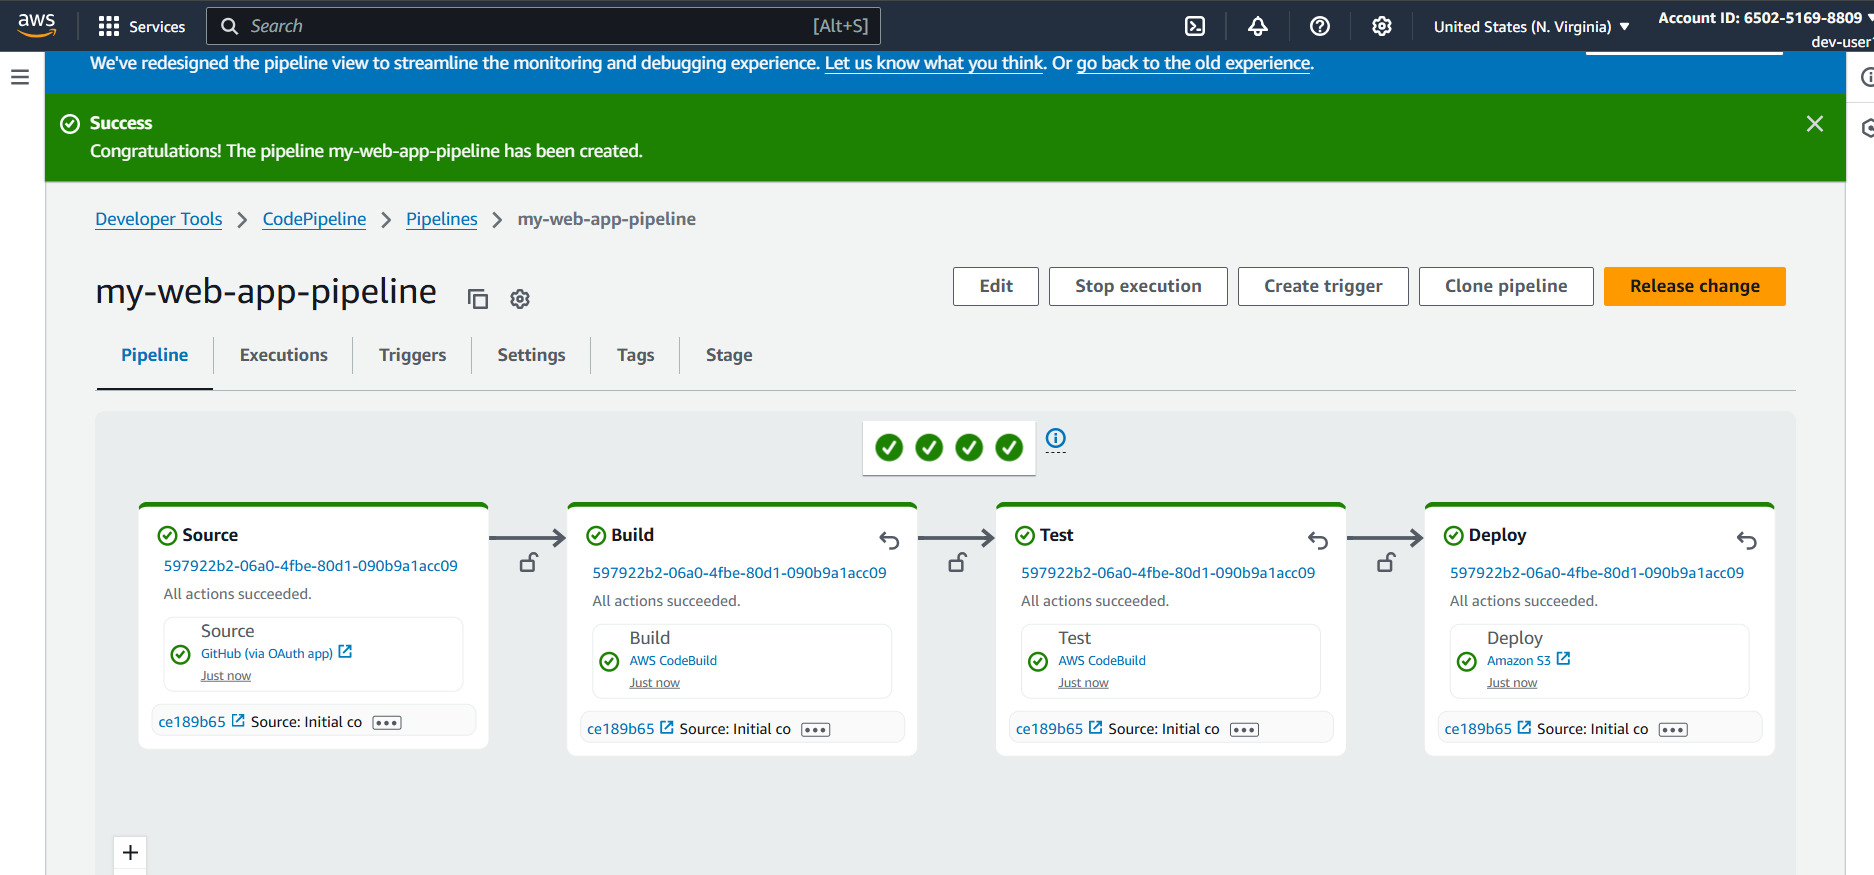 aws
Services
Search
[Alt+S]
United States (N. Virginia)
Account ID: 6502-5169-8809
dev-user
We've redesigned the pipeline view to streamline the monitoring and debugging experience. Let us know what you think. Or go back to the old experience.
Success
Congratulations! The pipeline my-web-app-pipeline has been created.
Developer Tools
CodePipeline
Pipelines
my-web-app-pipeline
my-web-app-pipeline
Edit
Stop execution
Create trigger
Clone pipeline
Release change
Pipeline
Executions
Triggers
Settings
Tags
Stage
Source
597922b2-06a0-4fbe-80d1-090b9a1acc09
All actions succeeded.
Source
GitHub (via OAuth app)
Just now
ce189b65 Source: Initial co
Build
597922b2-06a0-4fbe-80d1-090b9a1acc09
All actions succeeded.
Build
AWS CodeBuild
Just now
ce189b65 Source: Initial co
Test
597922b2-06a0-4fbe-80d1-090b9a1acc09
All actions succeeded.
Test
AWS CodeBuild
Just now
ce189b65 Source: Initial co
Deploy
597922b2-06a0-4fbe-80d1-090b9a1acc09
All actions succeeded.
Deploy
Amazon S3
Just now
ce189b65 Source: Initial co